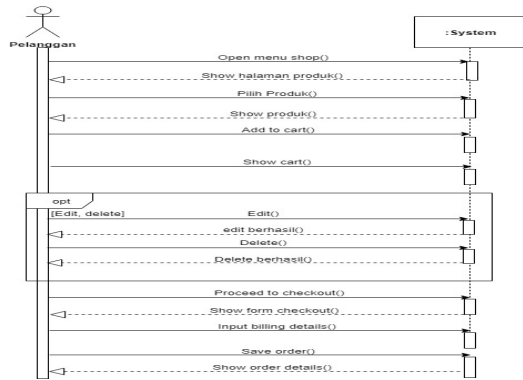 Pelanggan
:System
Open menu shop()
Show halaman produk()
Pilih Produk()
Show produk()
Add to cart()
Show cart()
opt
[Edit, delete]
Edit()
edit berhasil()
Delete()
Delete berhasil()
Proceed to checkout()
Show form checkout()
Input billing details()
Save order()
Show order details()